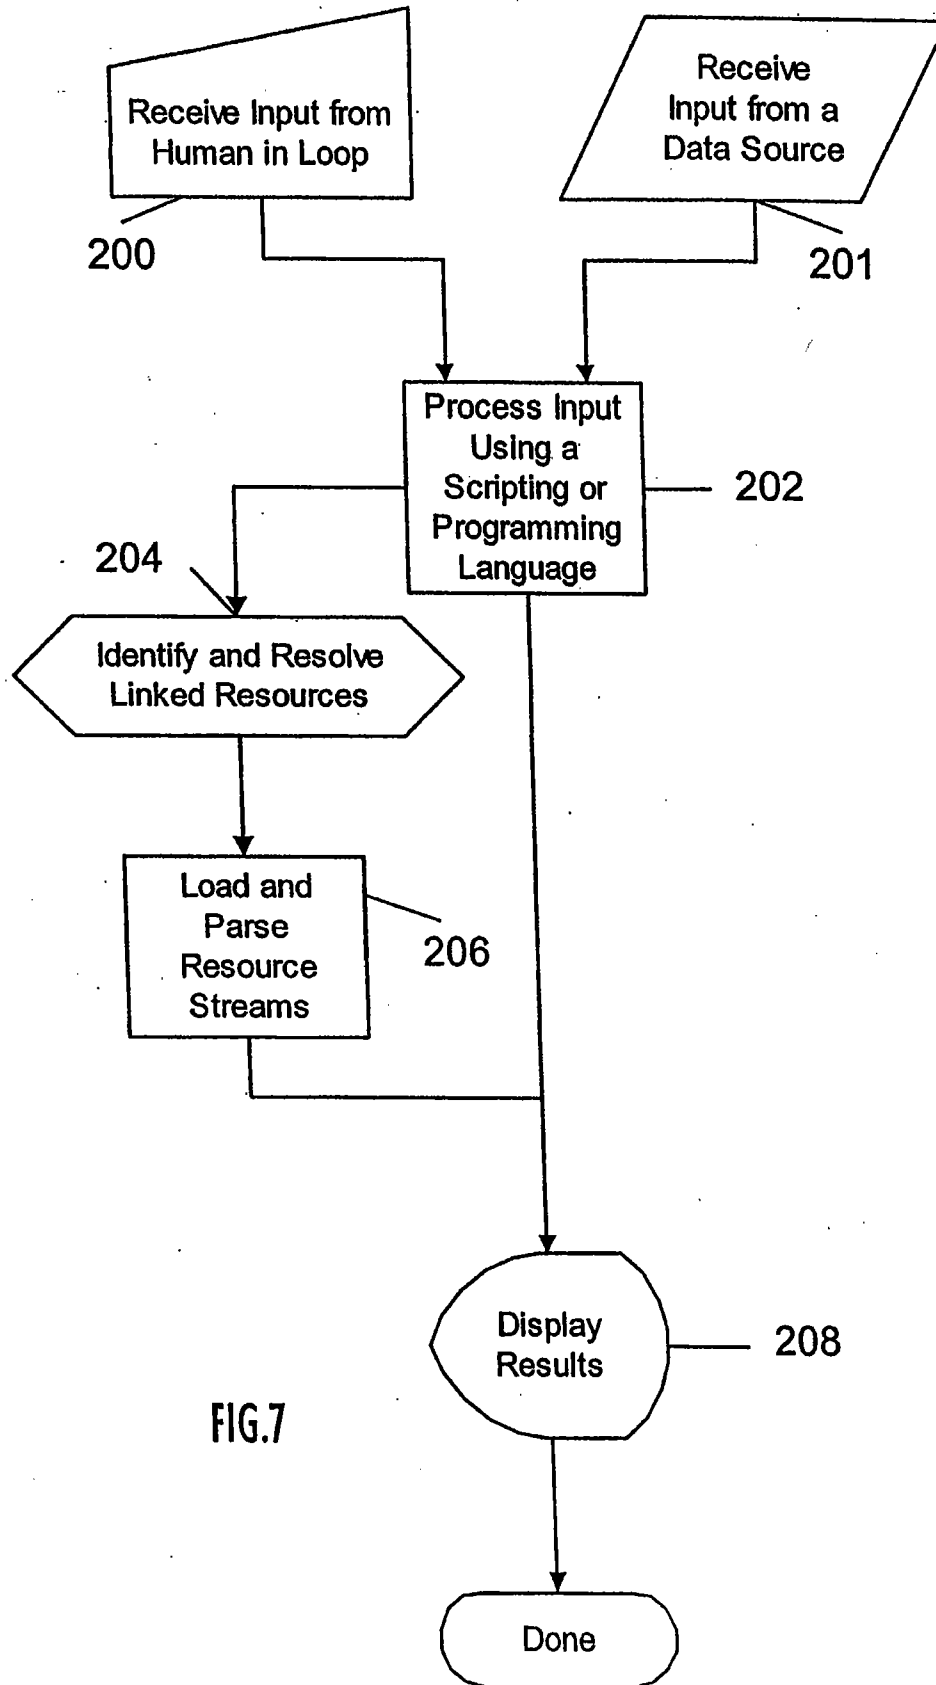 Receive Input from
Human in Loop
200
Receive
Input from a
Data Source
201
Process Input
Using a
Scripting or
Programming
Language
202
204
Identify and Resolve
Linked Resources
Load and
Parse
Resource
Streams
206
Display
Results
208
FIG.7
Done